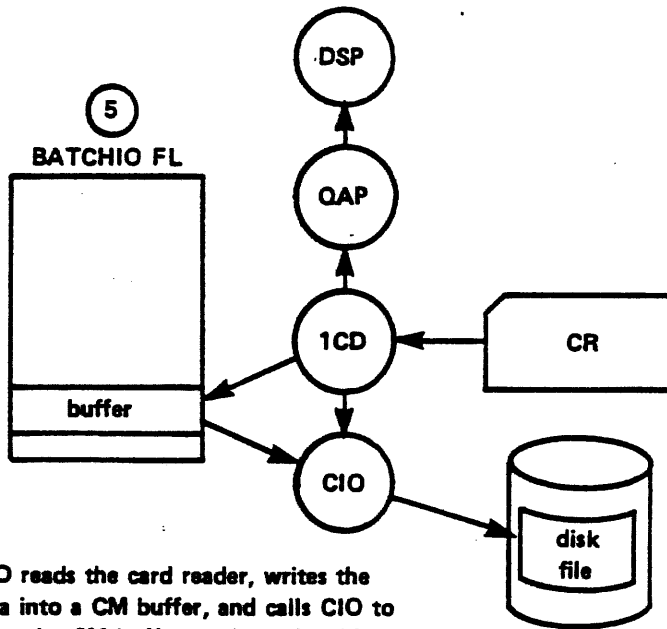 DSP
5
BATCHIO FL
QAP
1CD
CR
buffer
CIO
disk
file
reads the card reader, writes the
into a CM buffer, and calls CIO to